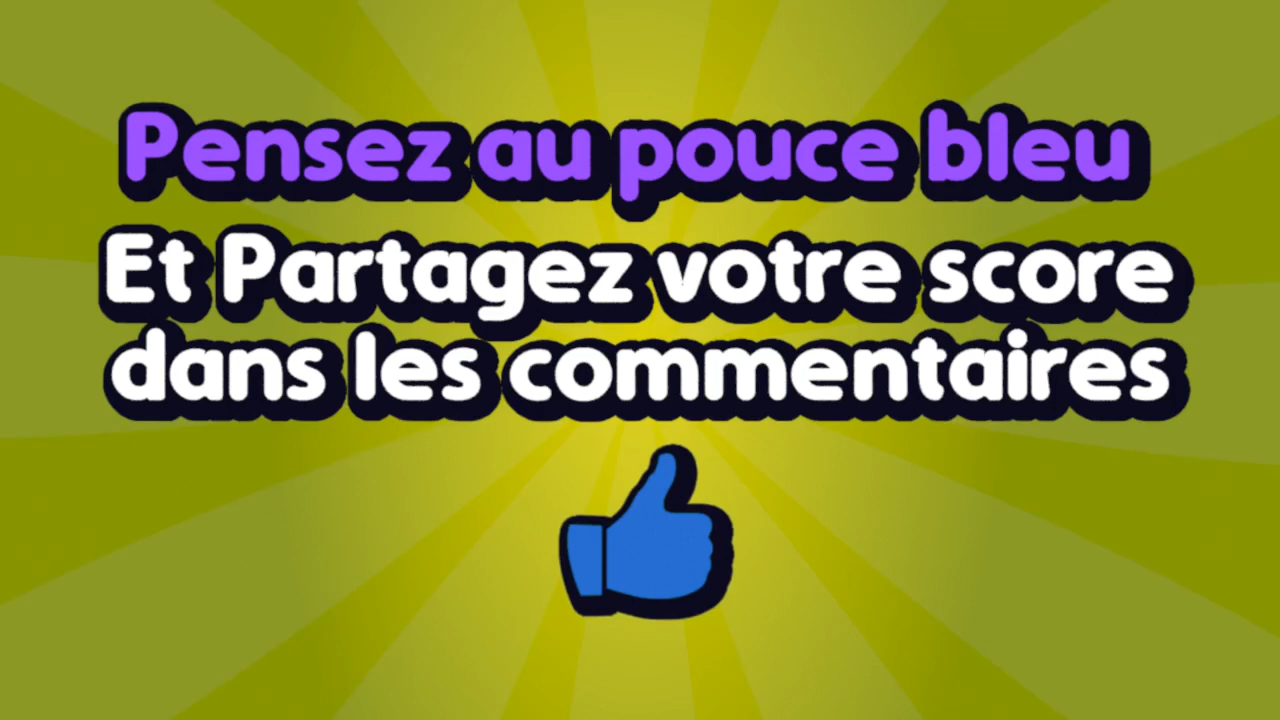 Pensez au pouce bleu
Et Partagez votre score
dans les commentaires